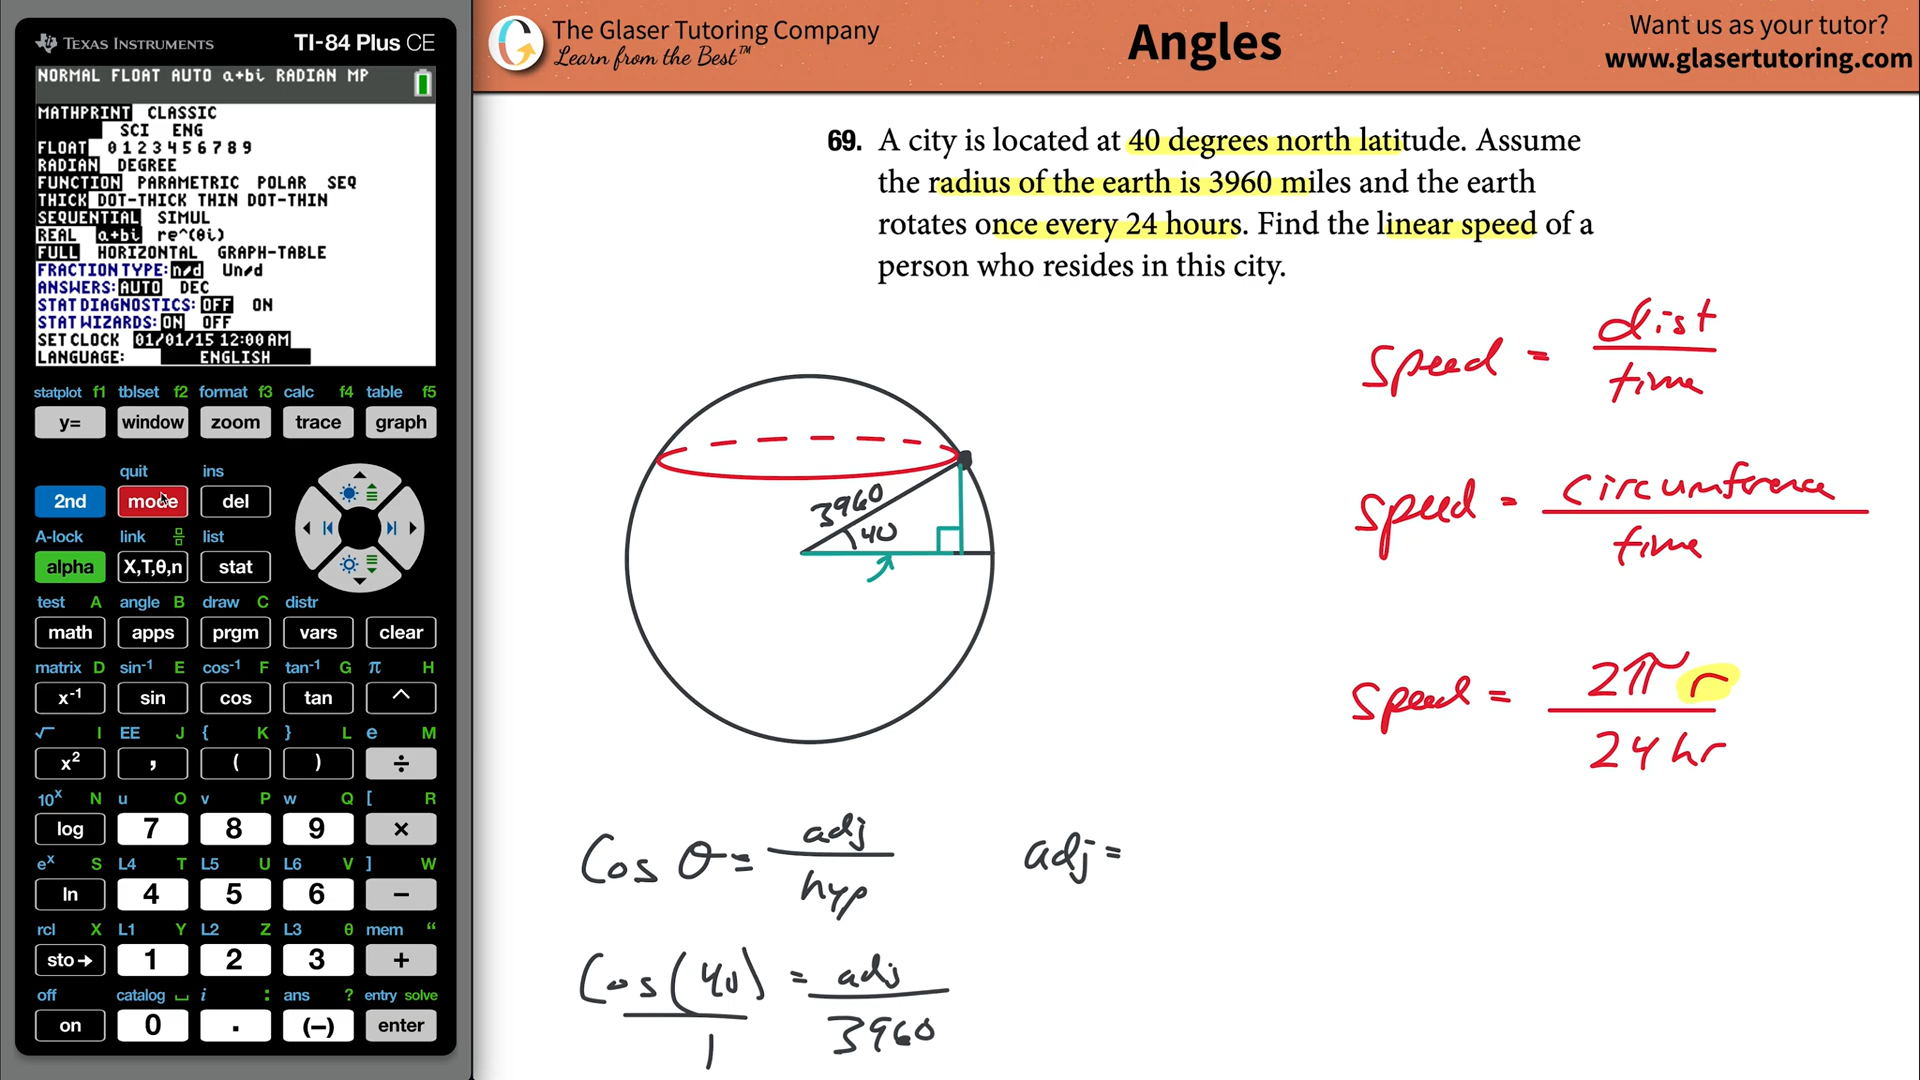 TEXAS INSTRUMENTS TI-84 Plus CE
NORMAL FLOAT AUTO a+bi RADIAN MP
MATHPRINT CLASSIC
SCI ENG
FLOAT 0 1 2 3 4 5 6 7 8 9
RADIAN DEGREE
FUNCTION PARAMETRIC POLAR SEQ
THICK DOT-THICK THIN DOT-THIN
SEQUENTIAL SIMUL
REAL a+bi re^(θi)
FULL HORIZONTAL GRAPH-TABLE
FRACTION TYPE: n/d Un/d
ANSWERS: AUTO DEC
STAT DIAGNOSTICS: OFF ON
STAT WIZARDS: ON OFF
SET CLOCK 01/01/15 12:00 AM
LANGUAGE: ENGLISH
statplot f1 tblset f2 format f3 calc f4 table f5
y= window zoom trace graph
quit ins
2nd mode del
A-lock link list
alpha X,T,θ,n stat
test A angle B draw C distr
math apps prgm vars clear
matrix D sin-1 E cos-1 F tan-1 G π H
x-1 sin cos tan ^
√ I EE J { K } L e M
x² , ( ) ÷
10ˣ N u O v P w Q [ R
log 7 8 9 ×
eˣ S L4 T L5 U L6 V ] W
ln 4 5 6 −
rcl X L1 Y L2 Z L3 θ mem “
sto→ 1 2 3 +
off catalog ⎵ i : ans ? entry solve
on 0 . (−) enter
The Glaser Tutoring Company
Learn from the Best™
Angles
Want us as your tutor?
www.glasertutoring.com
69. A city is located at 40 degrees north latitude. Assume
the radius of the earth is 3960 miles and the earth
rotates once every 24 hours. Find the linear speed of a
person who resides in this city.
speed = dist
time
speed = circumference
time
speed = 2πr
24 hr
3960
40
Cos θ = adj
hyp
adj =
Cos(40) = adj
1 3960